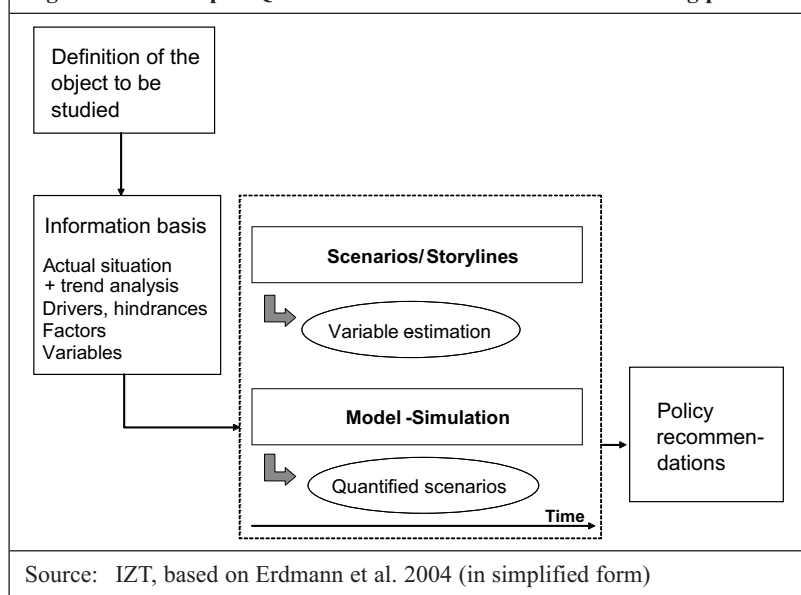 Definition of the
object to be
studied
Information basis
Actual situation
+ trend analysis
Drivers, hindrances
Factors
Variables
Scenarios/Storylines
Variable estimation
Model -Simulation
Quantified scenarios
Time
Policy
recommen-
dations
Source: IZT, based on Erdmann et al. 2004 (in simplified form)